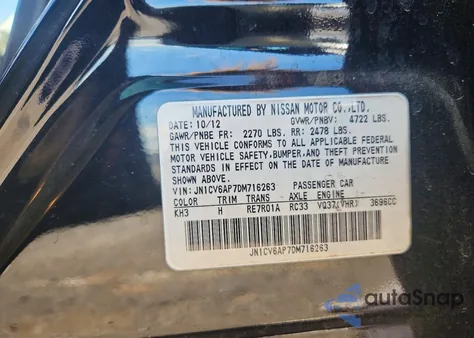 MANUFACTURED BY NISSAN MOTOR CO.,LTD.
DATE: 10/12 GVWR/PNBV: 4722 LBS.
GAWR/PNBE FR: 2270 LBS. RR: 2478 LBS.
THIS VEHICLE CONFORMS TO ALL APPLICABLE FEDERAL
MOTOR VEHICLE SAFETY, BUMPER, AND THEFT PREVENTION
STANDARDS IN EFFECT ON THE DATE OF MANUFACTURE
SHOWN ABOVE.
VIN: JN1CV6AP7DM716263 PASSENGER CAR
COLOR TRIM TRANS AXLE ENGINE
KH3 H RE7R01A RC33 VQ37(VHR) 3696CC
JN1CV6AP7DM716263
autoSnap